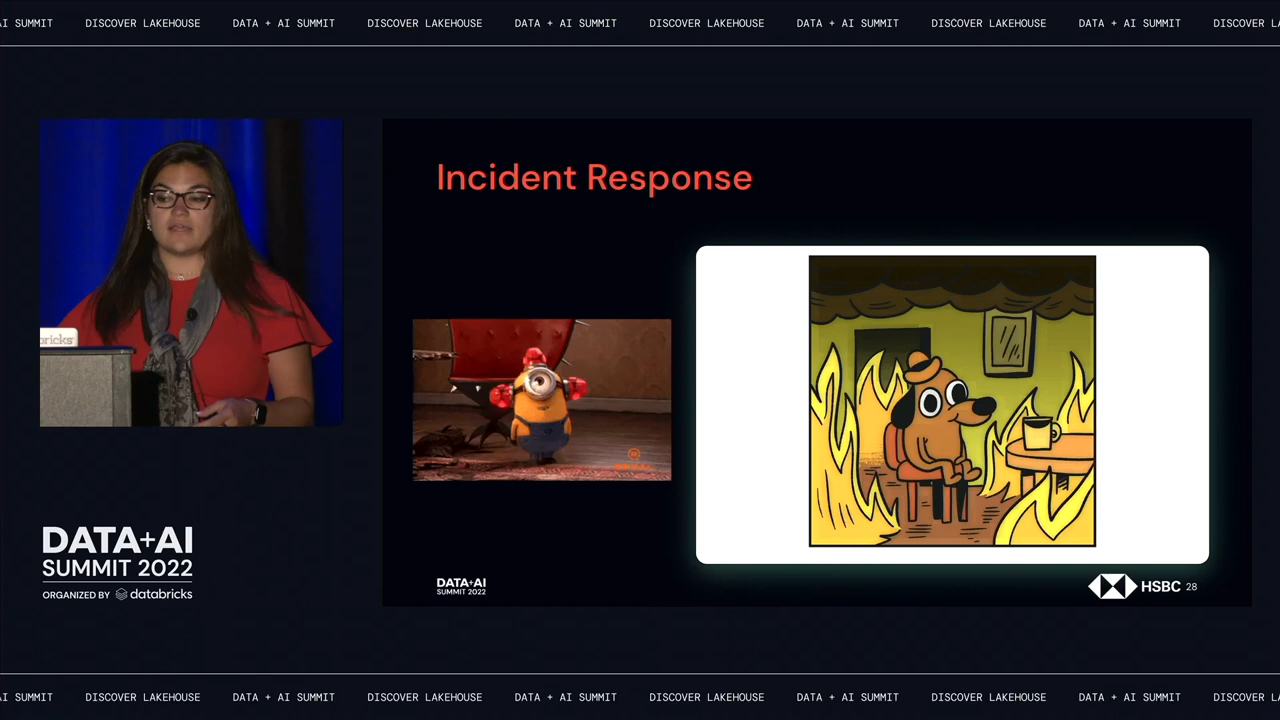 AI SUMMIT DISCOVER LAKEHOUSE DATA + AI SUMMIT DISCOVER LAKEHOUSE DATA + AI SUMMIT DISCOVER LAKEHOUSE DATA + AI SUMMIT DISCOVER LAKEHOUSE DATA + AI SUMMIT DISCOVER
Incident Response
bricks
DATA+AI
SUMMIT 2022
ORGANIZED BY databricks
DATA+AI
SUMMIT 2022
HSBC 28
AI SUMMIT DISCOVER LAKEHOUSE DATA + AI SUMMIT DISCOVER LAKEHOUSE DATA + AI SUMMIT DISCOVER LAKEHOUSE DATA + AI SUMMIT DISCOVER LAKEHOUSE DATA + AI SUMMIT DISCOVER